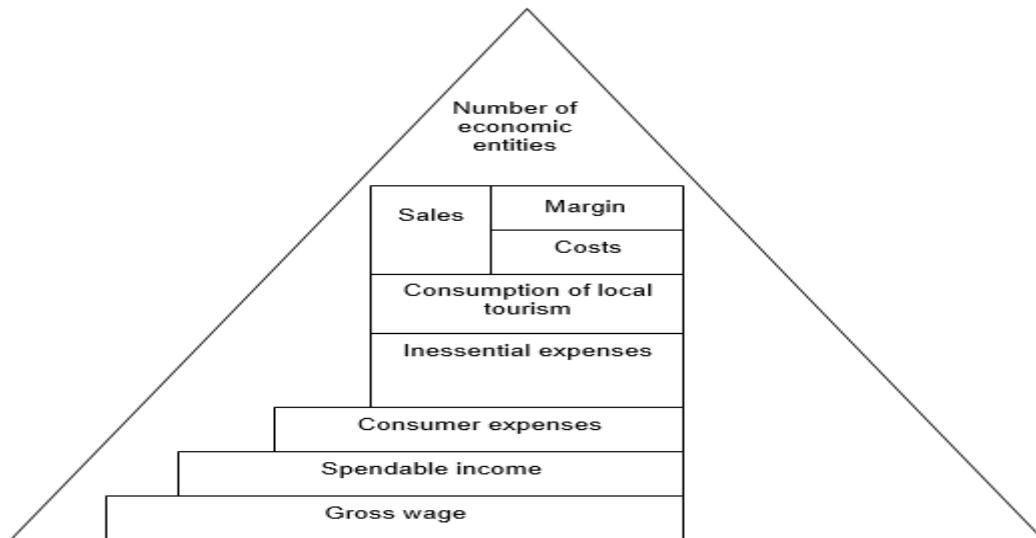 Number of
economic
entities
Sales
Margin
Costs
Consumption of local
tourism
Inessential expenses
Consumer expenses
Spendable income
Gross wage